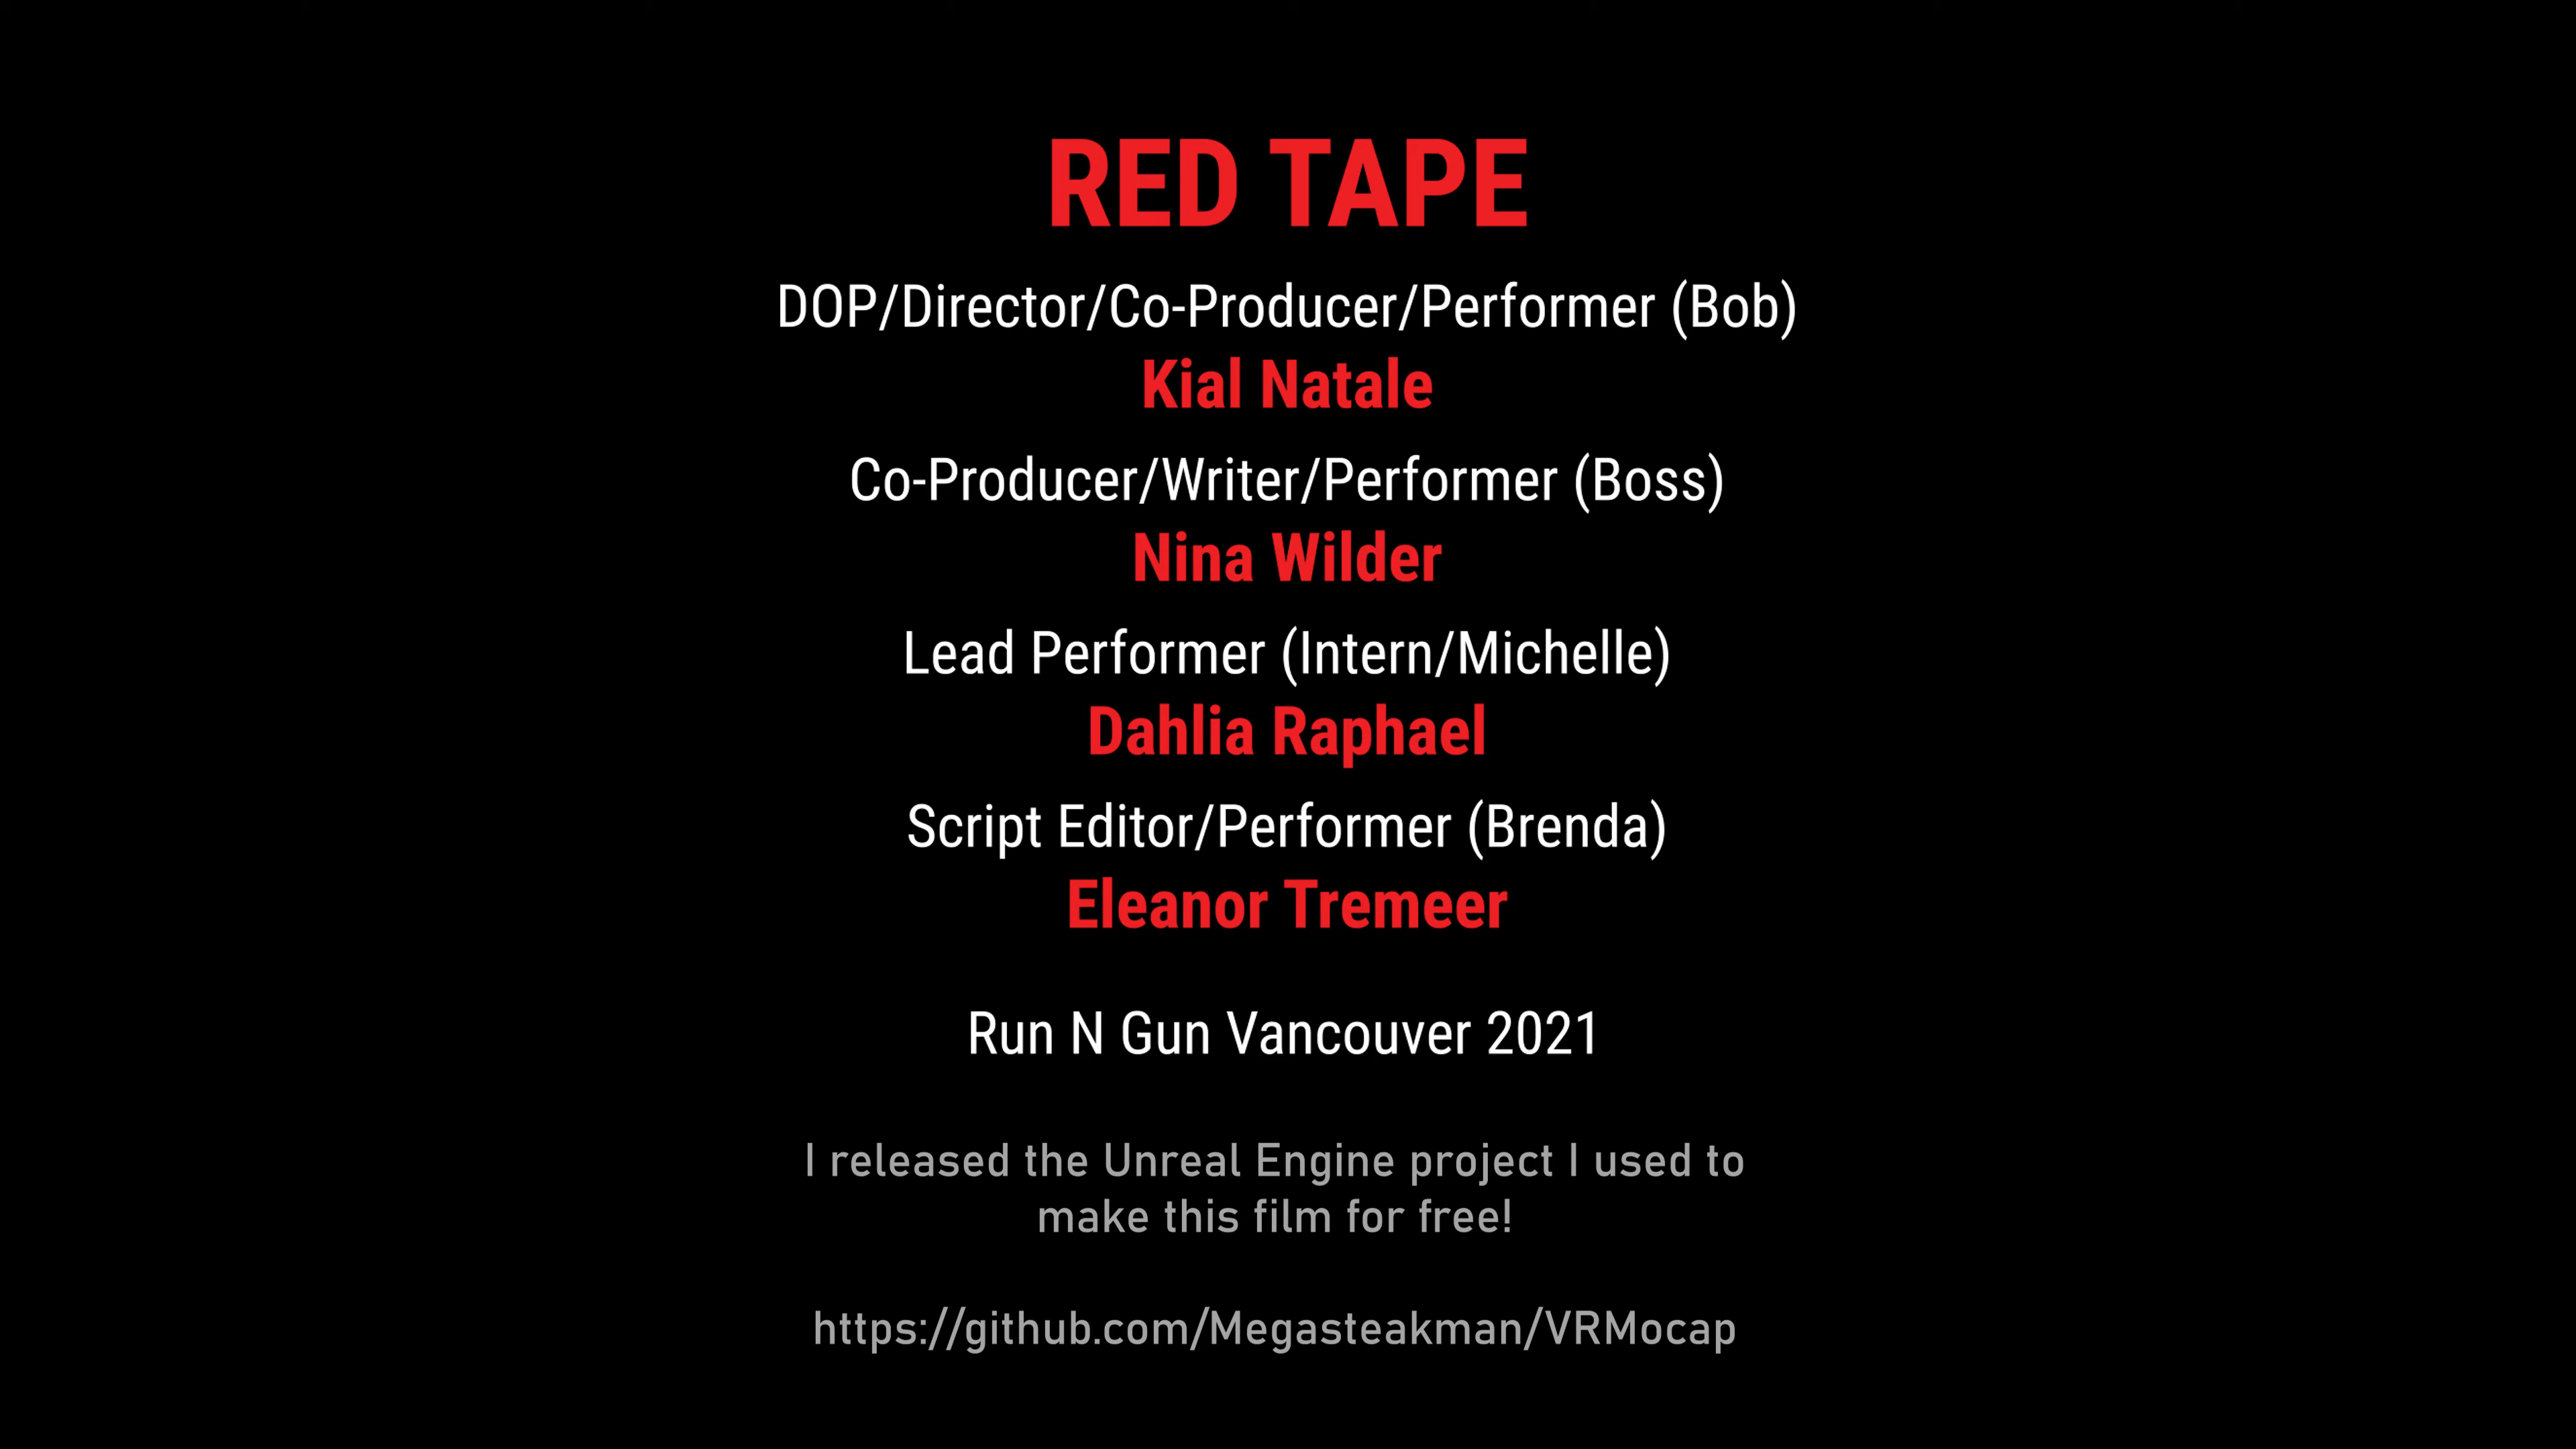 RED TAPE
DOP/Director/Co-Producer/Performer (Bob)
Kial Natale
Co-Producer/Writer/Performer (Boss)
Nina Wilder
Lead Performer (Intern/Michelle)
Dahlia Raphael
Script Editor/Performer (Brenda)
Eleanor Tremeer
Run N Gun Vancouver 2021
I released the Unreal Engine project I used to
make this film for free!
https://github.com/Megasteakman/VRMocap